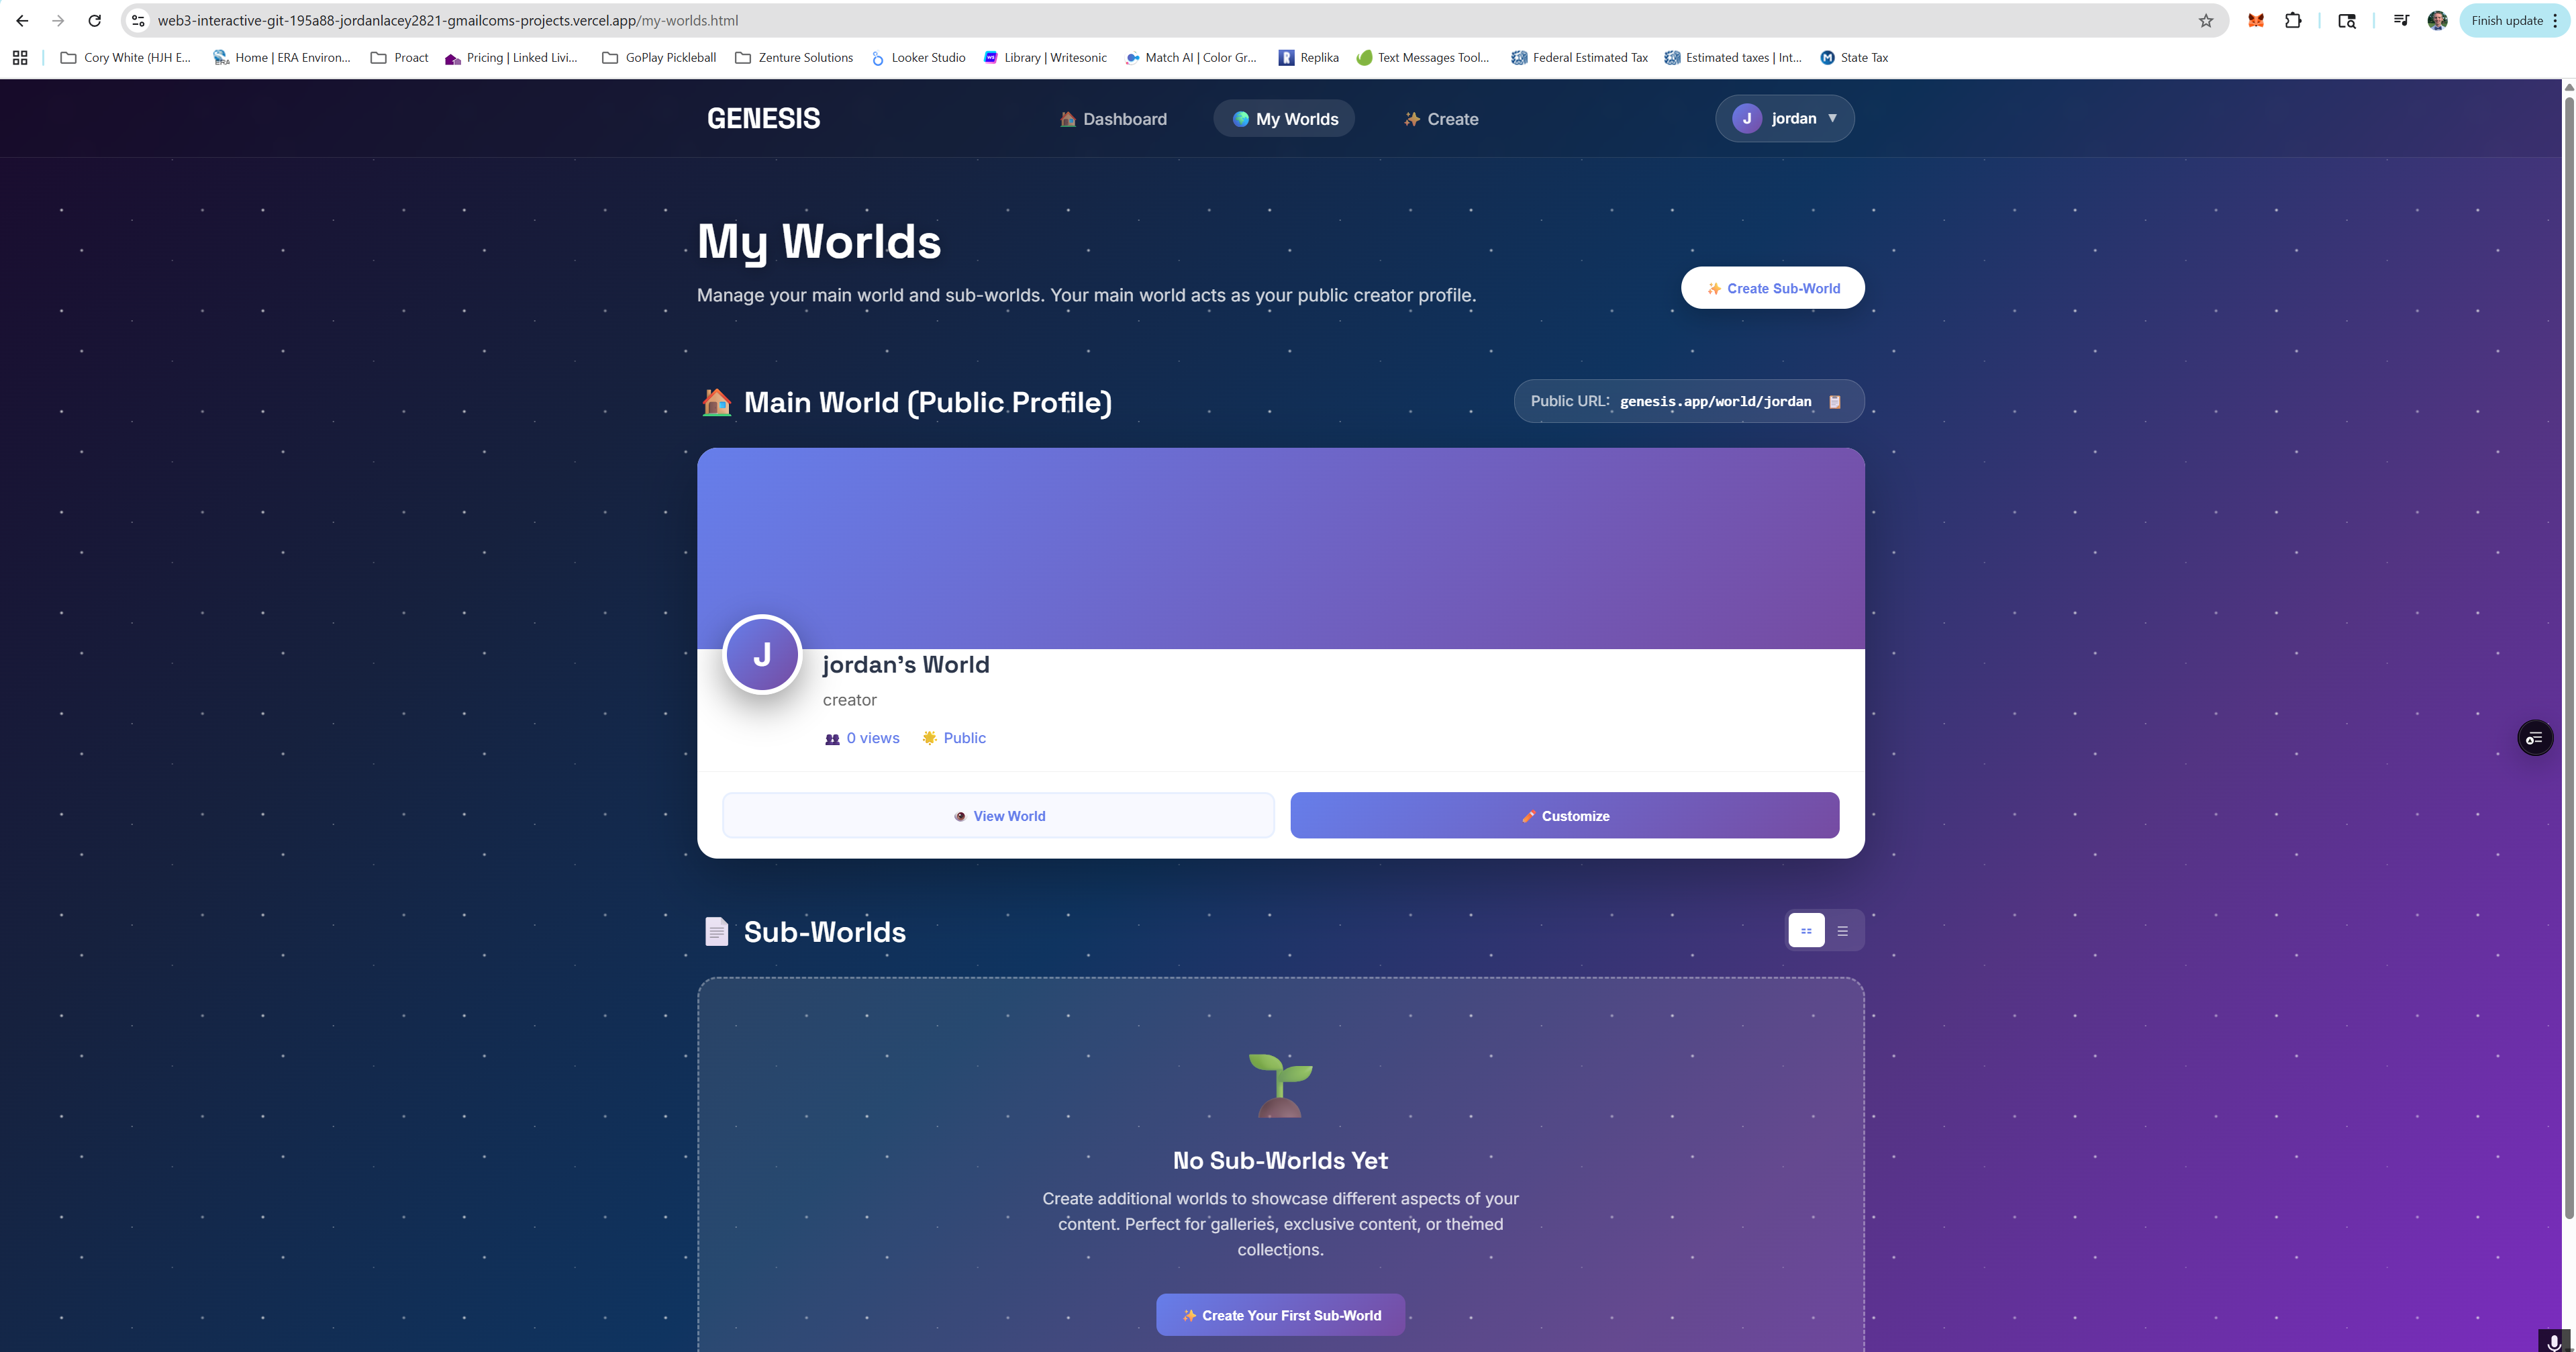 web3-interactive-git-195a88-jordanlacey2821-gmailcoms-projects.vercel.app/my-worlds.html
Finish update
Cory White (HJH E...
Home | ERA Environ...
Proact
Pricing | Linked Livi...
GoPlay Pickleball
Zenture Solutions
Looker Studio
Library | Writesonic
Match AI | Color Gr...
Replika
Text Messages Tool...
Federal Estimated Tax
Estimated taxes | Int...
State Tax
GENESIS
Dashboard
My Worlds
Create
J
jordan
My Worlds
Manage your main world and sub-worlds. Your main world acts as your public creator profile.
Create Sub-World
Main World (Public Profile)
Public URL: genesis.app/world/jordan
J
jordan's World
creator
0 views
Public
View World
Customize
Sub-Worlds
No Sub-Worlds Yet
Create additional worlds to showcase different aspects of your
content. Perfect for galleries, exclusive content, or themed
collections.
Create Your First Sub-World